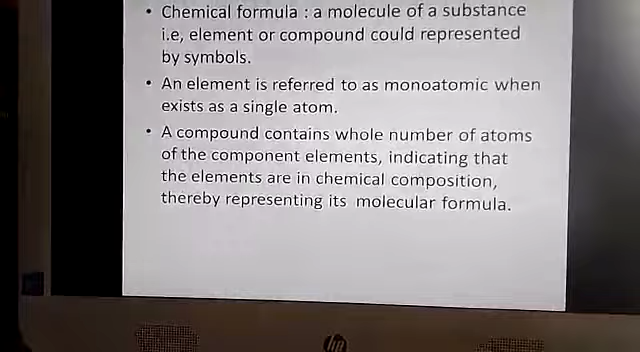 • Chemical formula : a molecule of a substance
i.e, element or compound could represented
by symbols.
• An element is referred to as monoatomic when
exists as a single atom.
• A compound contains whole number of atoms
of the component elements, indicating that
the elements are in chemical composition,
thereby representing its molecular formula.
hp